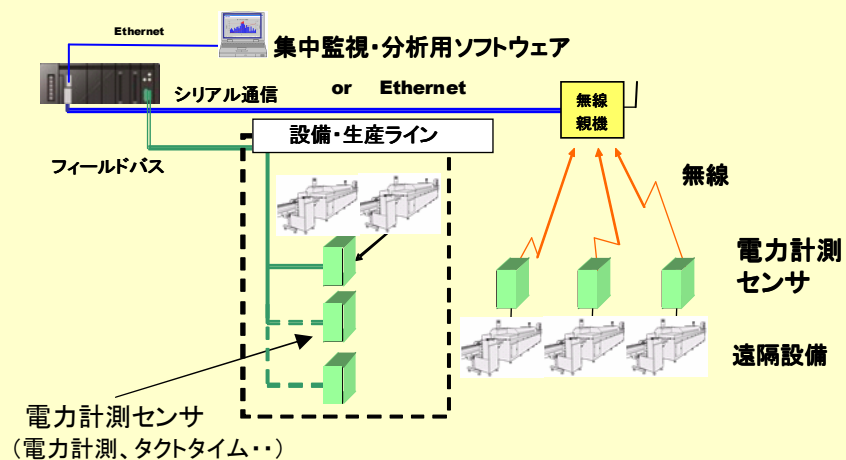 Ethernet
集中監視・分析用ソフトウェア
シリアル通信 or Ethernet
無線
親機
設備・生産ライン
フィールドバス
無線
電力計測
センサ
遠隔設備
電力計測センサ
（電力計測、タクトタイム・・）